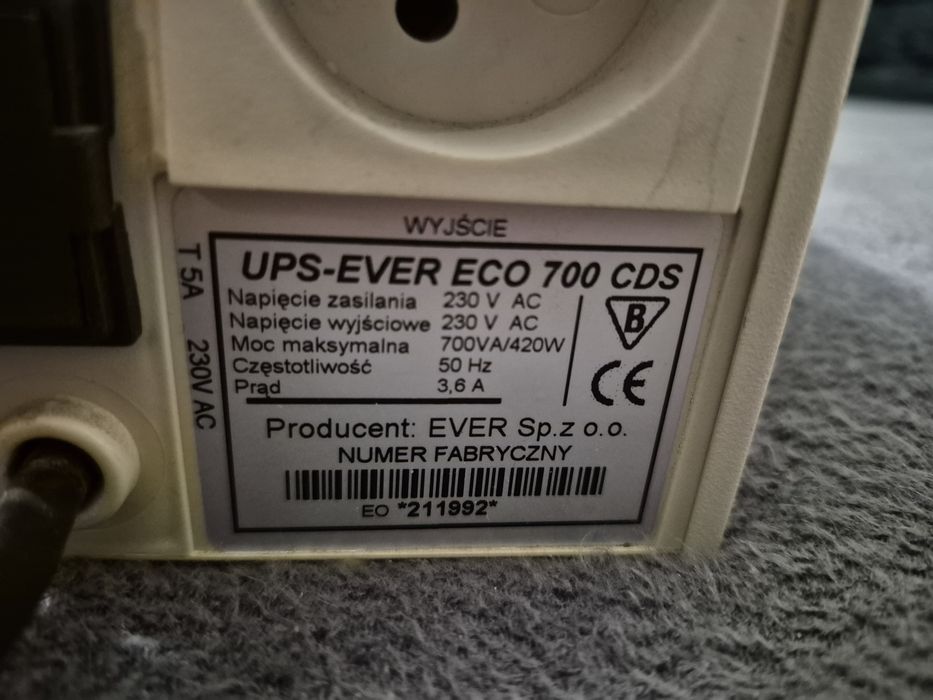 WYJŚCIE
T 5A 230V AC
UPS-EVER ECO 700 CDS
Napięcie zasilania 230 V AC
Napięcie wyjściowe 230 V AC
Moc maksymalna 700VA/420W
Częstotliwość 50 Hz
Prąd 3,6 A
B
CE
Producent: EVER Sp.z o.o.
NUMER FABRYCZNY
EO *211992*